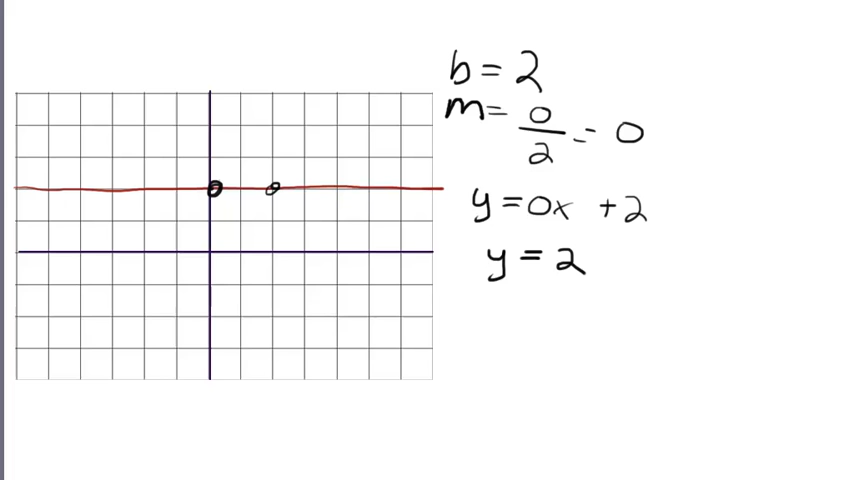 b = 2
m = 0/2 = 0
y = 0x + 2
y = 2